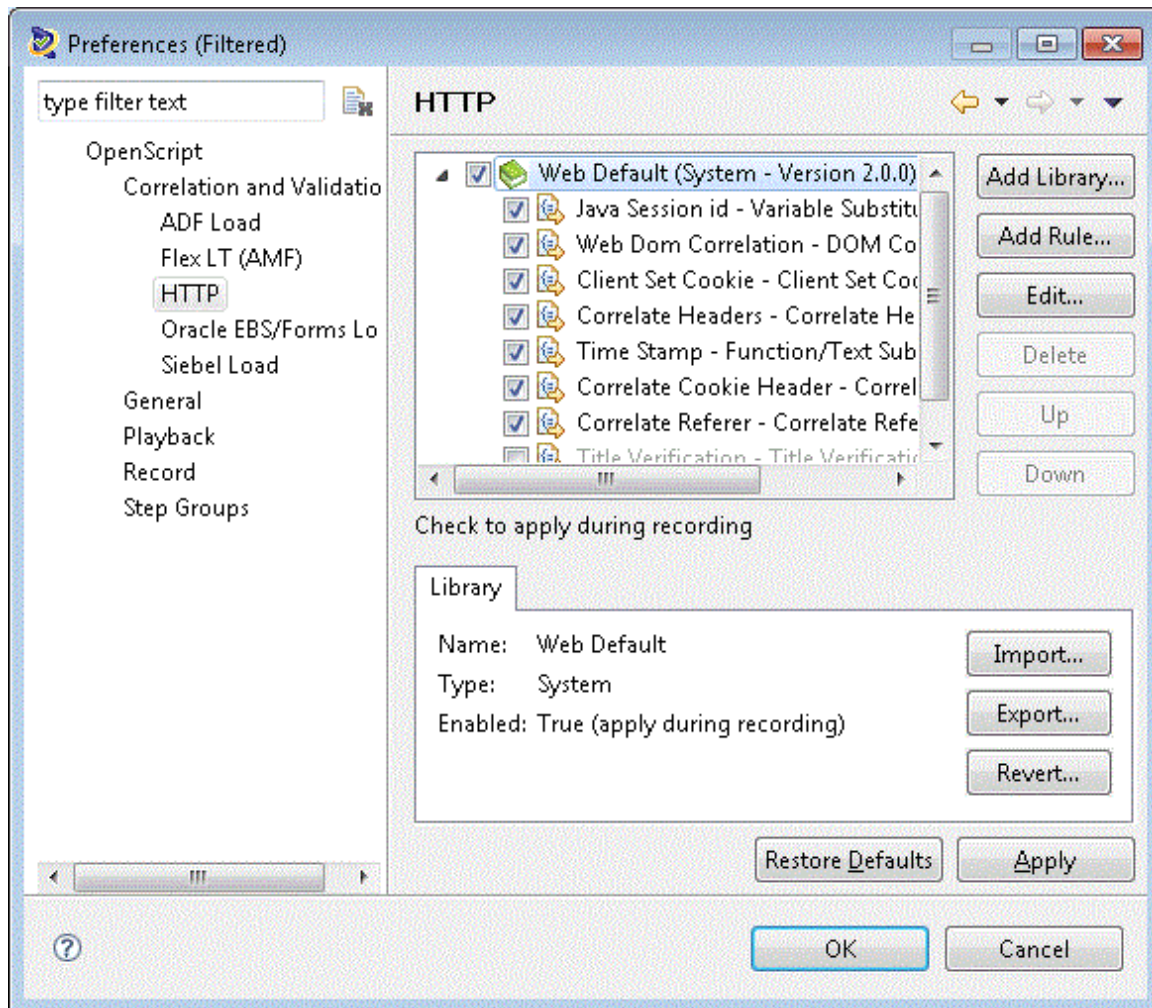 Preferences (Filtered)
type filter text
OpenScript
Correlation and Validatio
ADF Load
Flex LT (AMF)
HTTP
Oracle EBS/Forms Lo
Siebel Load
General
Playback
Record
Step Groups
HTTP
Web Default (System - Version 2.0.0)
Java Session id - Variable Substitu
Web Dom Correlation - DOM Co
Client Set Cookie - Client Set Coo
Correlate Headers - Correlate He
Time Stamp - Function/Text Sub
Correlate Cookie Header - Correl
Correlate Referer - Correlate Refe
Title Verification - Title Verificatio
Add Library...
Add Rule...
Edit...
Delete
Up
Down
Check to apply during recording
Library
Name: Web Default
Type: System
Enabled: True (apply during recording)
Import...
Export...
Revert...
Restore Defaults
Apply
OK
Cancel